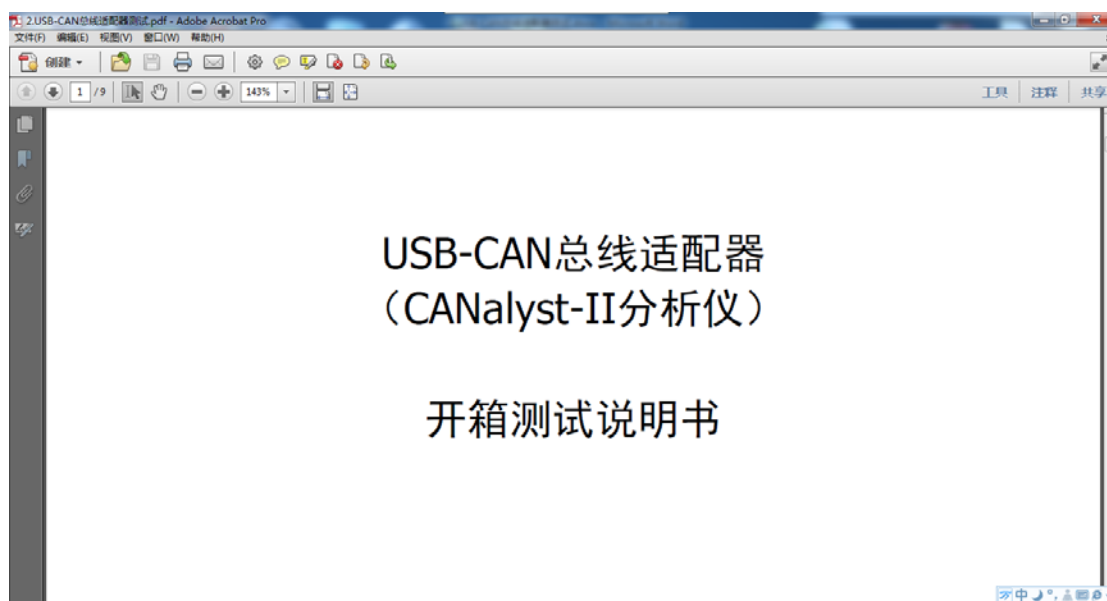 2.USB-CAN总线适配器测试.pdf - Adobe Acrobat Pro
文件(F) 编辑(E) 视图(V) 窗口(W) 帮助(H)
创建
1 /9 143% 工具 注释 共享
USB-CAN总线适配器
（CANalyst-II分析仪）
开箱测试说明书
中